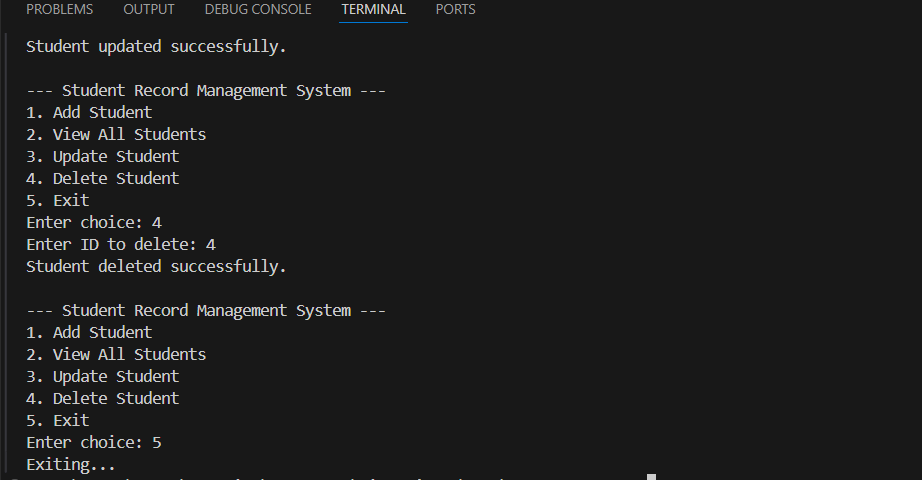 PROBLEMS OUTPUT DEBUG CONSOLE TERMINAL PORTS
Student updated successfully.
--- Student Record Management System ---
1. Add Student
2. View All Students
3. Update Student
4. Delete Student
5. Exit
Enter choice: 4
Enter ID to delete: 4
Student deleted successfully.
--- Student Record Management System ---
1. Add Student
2. View All Students
3. Update Student
4. Delete Student
5. Exit
Enter choice: 5
Exiting...